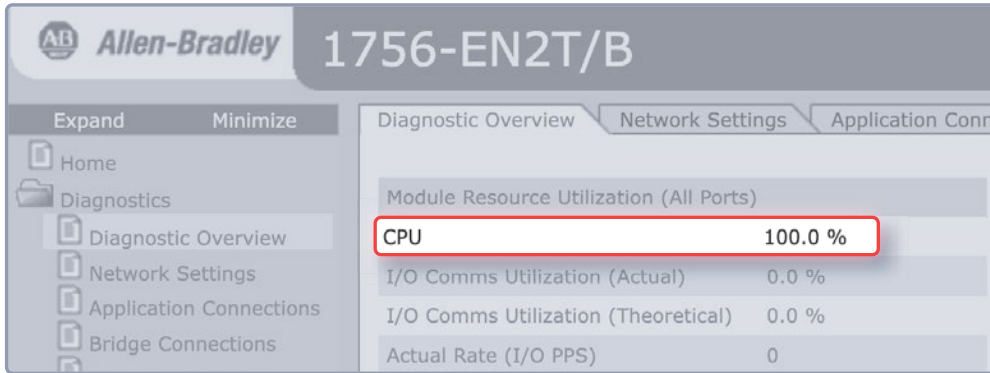 AB Allen-Bradley
1756-EN2T/B
Expand Minimize
Home
Diagnostics
Diagnostic Overview
Network Settings
Application Connections
Bridge Connections
Diagnostic Overview Network Settings Application Conn
Module Resource Utilization (All Ports)
CPU 100.0 %
I/O Comms Utilization (Actual) 0.0 %
I/O Comms Utilization (Theoretical) 0.0 %
Actual Rate (I/O PPS) 0